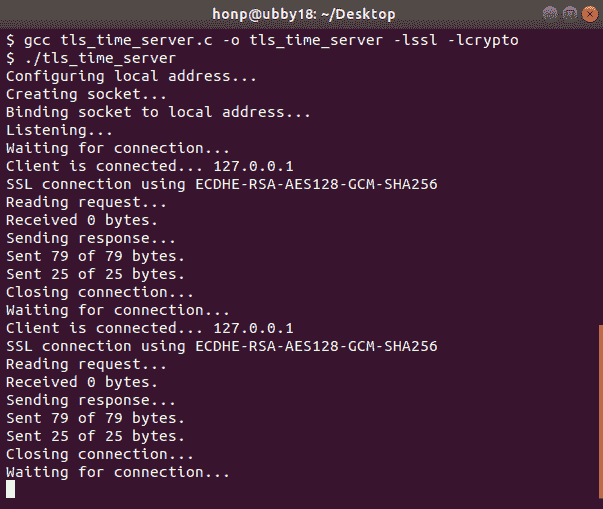 honp@ubby18: ~/Desktop
$ gcc tls_time_server.c -o tls_time_server -lssl -lcrypto
$ ./tls_time_server
Configuring local address...
Creating socket...
Binding socket to local address...
Listening...
Waiting for connection...
Client is connected... 127.0.0.1
SSL connection using ECDHE-RSA-AES128-GCM-SHA256
Reading request...
Received 0 bytes.
Sending response...
Sent 79 of 79 bytes.
Sent 25 of 25 bytes.
Closing connection...
Waiting for connection...
Client is connected... 127.0.0.1
SSL connection using ECDHE-RSA-AES128-GCM-SHA256
Reading request...
Received 0 bytes.
Sending response...
Sent 79 of 79 bytes.
Sent 25 of 25 bytes.
Closing connection...
Waiting for connection...